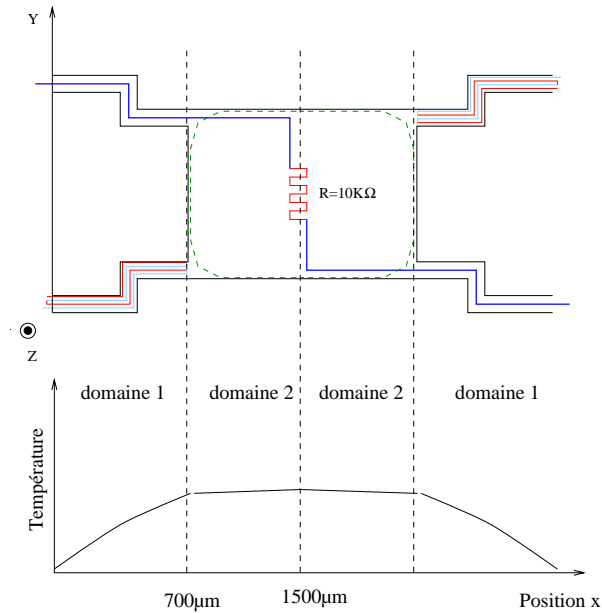 Y
R=10KΩ
Z
domaine 1 domaine 2 domaine 2 domaine 1
Température
700μm 1500μm Position x